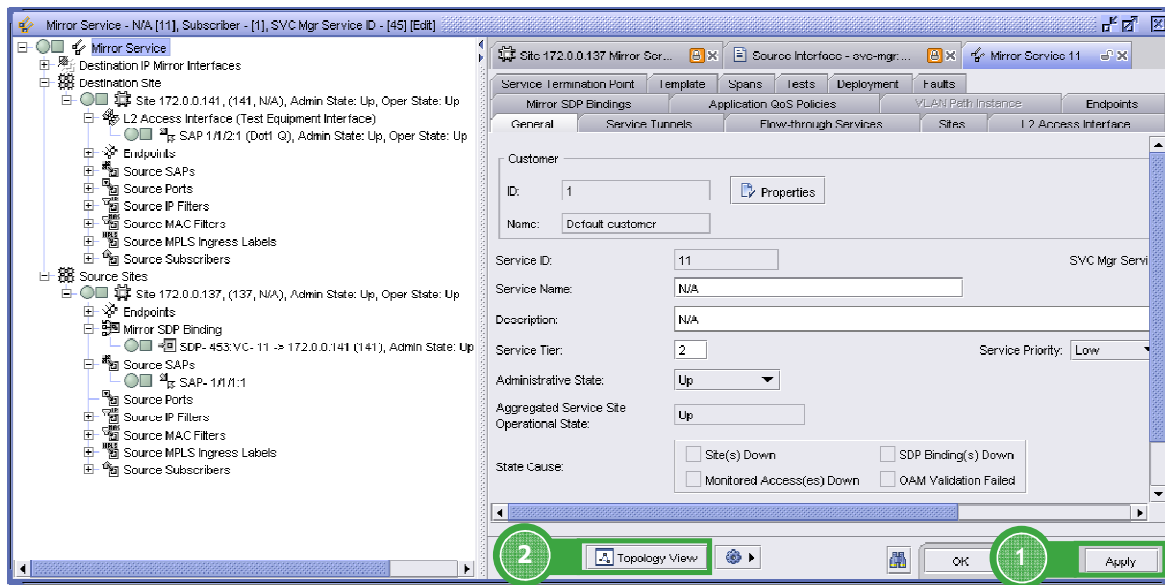 Mirror Service - N/A [11], Subscriber - [1], SVC Mgr Service ID - [45] [Edit]
Mirror Service
Destination IP Mirror Interfaces
Destination Site
Site 172.0.0.141, (141, N/A), Admin State: Up, Oper State: Up
L2 Access Interface (Test Equipment Interface)
SAP 1/1/2:1 (Dot1 Q), Admin State: Up, Oper State: Up
Endpoints
Source SAPs
Source Ports
Source IP Filters
Source MAC Filters
Source MPLS Ingress Labels
Source Subscribers
Source Sites
Site 172.0.0.137, (137, N/A), Admin State: Up, Oper State: Up
Endpoints
Mirror SDP Binding
SDP- 453:VC- 11 -> 172.0.0.141 (141), Admin State: Up
Source SAPs
SAP- 1/1/1:1
Source Ports
Source IP Filters
Source MAC Filters
Source MPLS Ingress Labels
Source Subscribers
Site 172.0.0.137 Mirror Ser...
Source Interface - svc-mgr:...
Mirror Service 11
Service Termination Point
Template
Spans
Tests
Deployment
Faults
Mirror SDP Bindings
Application QoS Policies
VLAN Path Instance
Endpoints
General
Service Tunnels
Flow-through Services
Sites
L2 Access Interface
Customer
ID: 1
Properties
Name: Default customer
Service ID: 11
SVC Mgr Servi
Service Name: N/A
Description: N/A
Service Tier: 2
Service Priority: Low
Administrative State: Up
Aggregated Service Site
Operational State: Up
State Cause:
Site(s) Down
SDP Binding(s) Down
Monitored Access(es) Down
OAM Validation Failed
2
Topology View
OK
1
Apply